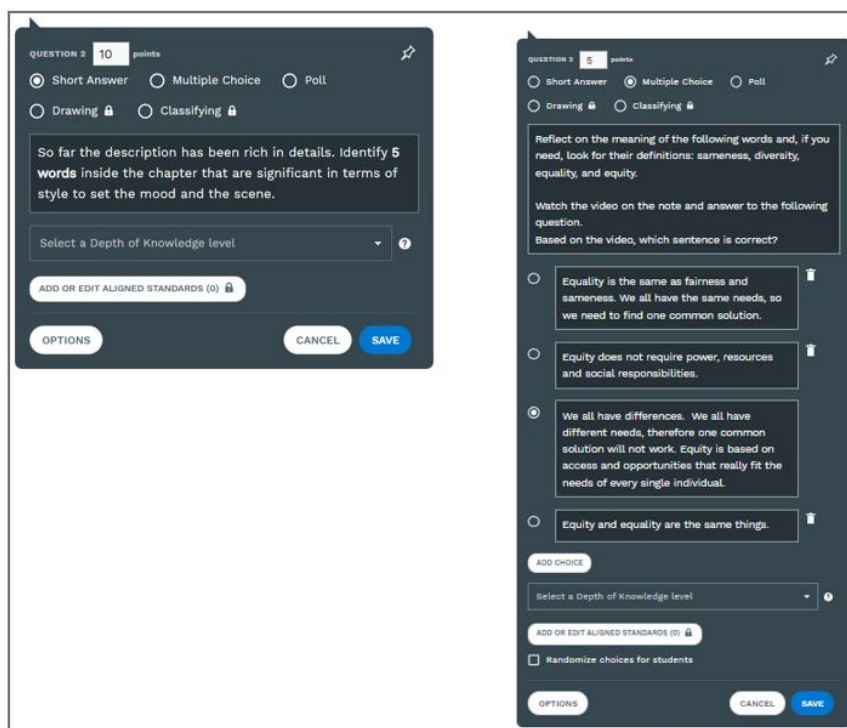 QUESTION 2 10 points
Short Answer Multiple Choice Poll
Drawing Classifying
So far the description has been rich in details. Identify 5
words inside the chapter that are significant in terms of
style to set the mood and the scene.
Select a Depth of Knowledge level ?
ADD OR EDIT ALIGNED STANDARDS (0)
OPTIONS CANCEL SAVE
QUESTION 3 5 points
Short Answer Multiple Choice Poll
Drawing Classifying
Reflect on the meaning of the following words and, if you
need, look for their definitions: sameness, diversity,
equality, and equity.
Watch the video on the note and answer to the following
question.
Based on the video, which sentence is correct?
Equality is the same as fairness and
sameness. We all have the same needs, so
we need to find one common solution.
Equity does not require power, resources
and social responsibilities.
We all have differences. We all have
different needs, therefore one common
solution will not work. Equity is based on
access and opportunities that really fit the
needs of every single individual.
Equity and equality are the same things.
ADD CHOICE
Select a Depth of Knowledge level ?
ADD OR EDIT ALIGNED STANDARDS (0)
Randomize choices for students
OPTIONS CANCEL SAVE